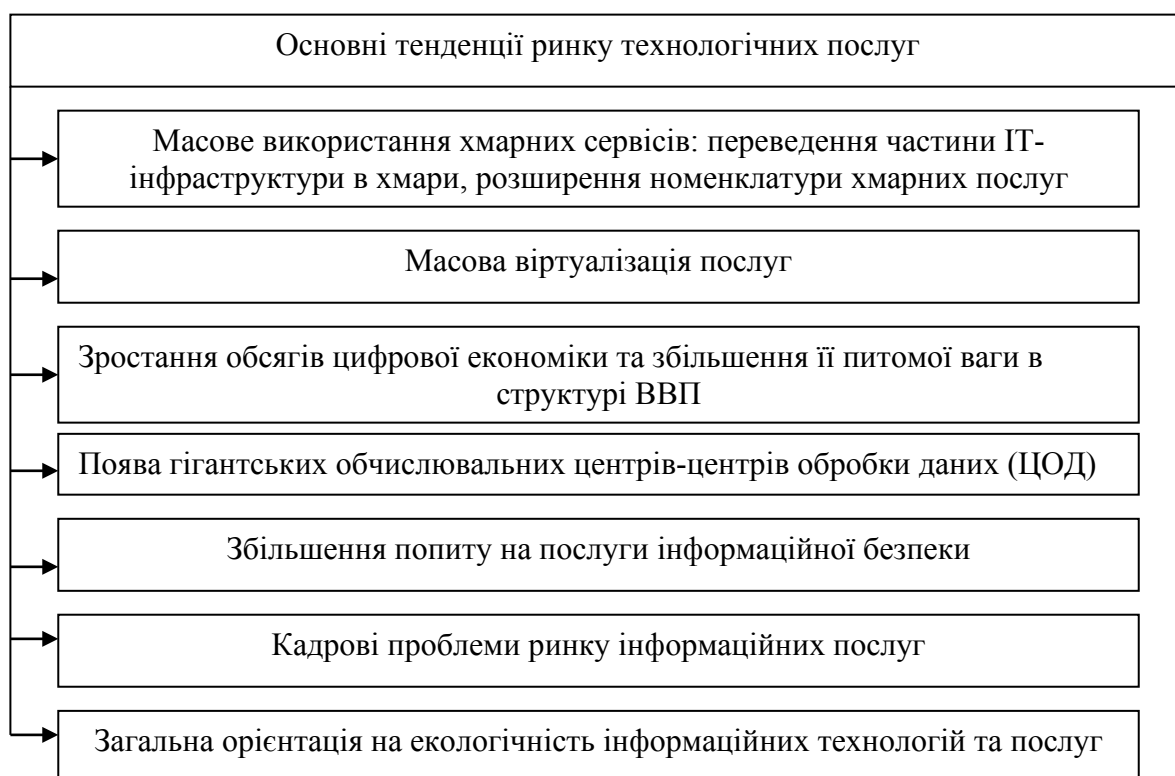 Основні тенденції ринку технологічних послуг
Масове використання хмарних сервісів: переведення частини ІТ-
інфраструктури в хмари, розширення номенклатури хмарних послуг
Масова віртуалізація послуг
Зростання обсягів цифрової економіки та збільшення її питомої ваги в
структурі ВВП
Поява гігантських обчислювальних центрів-центрів обробки даних (ЦОД)
Збільшення попиту на послуги інформаційної безпеки
Кадрові проблеми ринку інформаційних послуг
Загальна орієнтація на екологічність інформаційних технологій та послуг